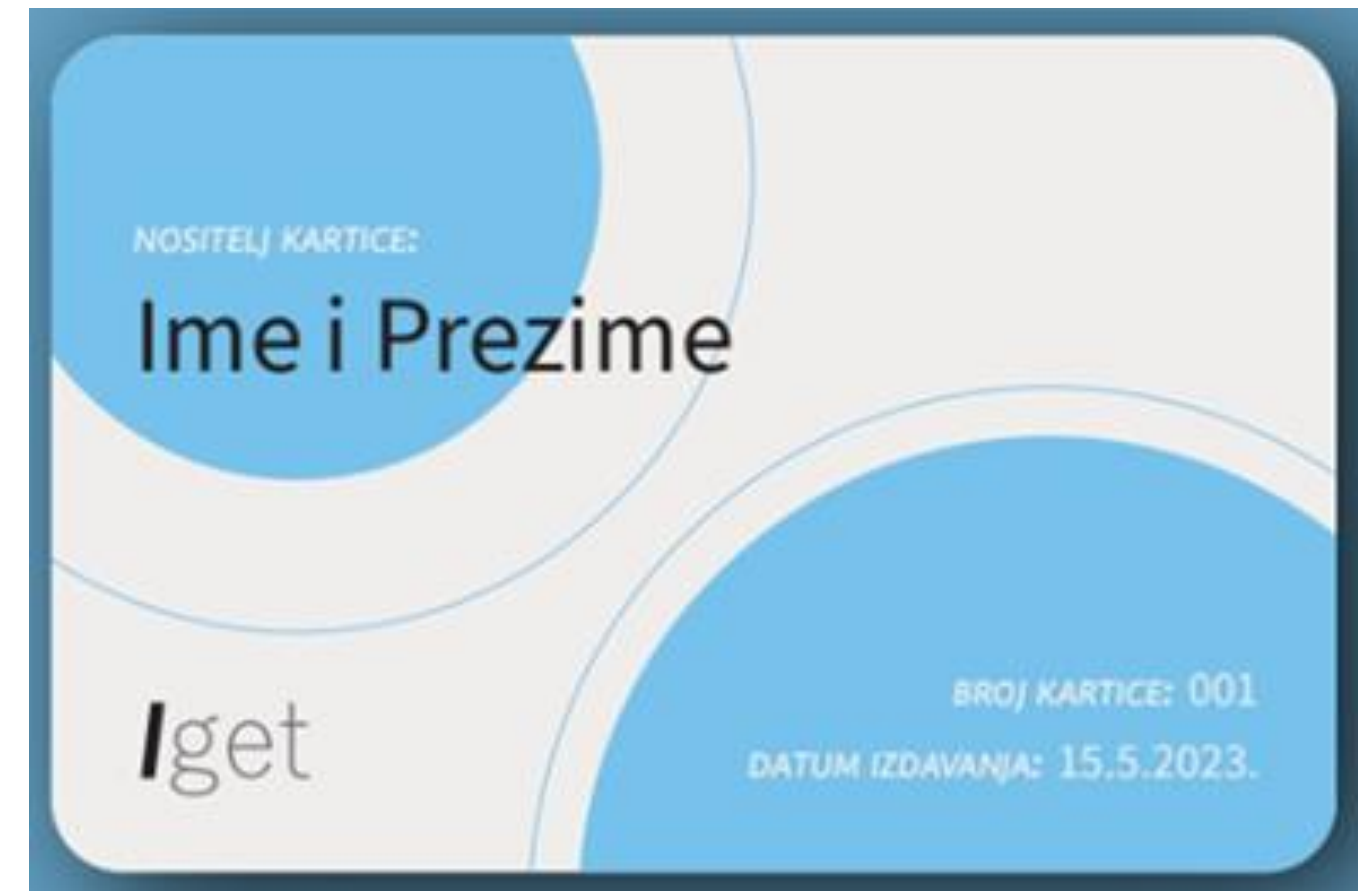 NOSITELJ KARTICE:
Ime i Prezime
Iget
BROJ KARTICE: 001
DATUM IZDAVANJA: 15.5.2023.